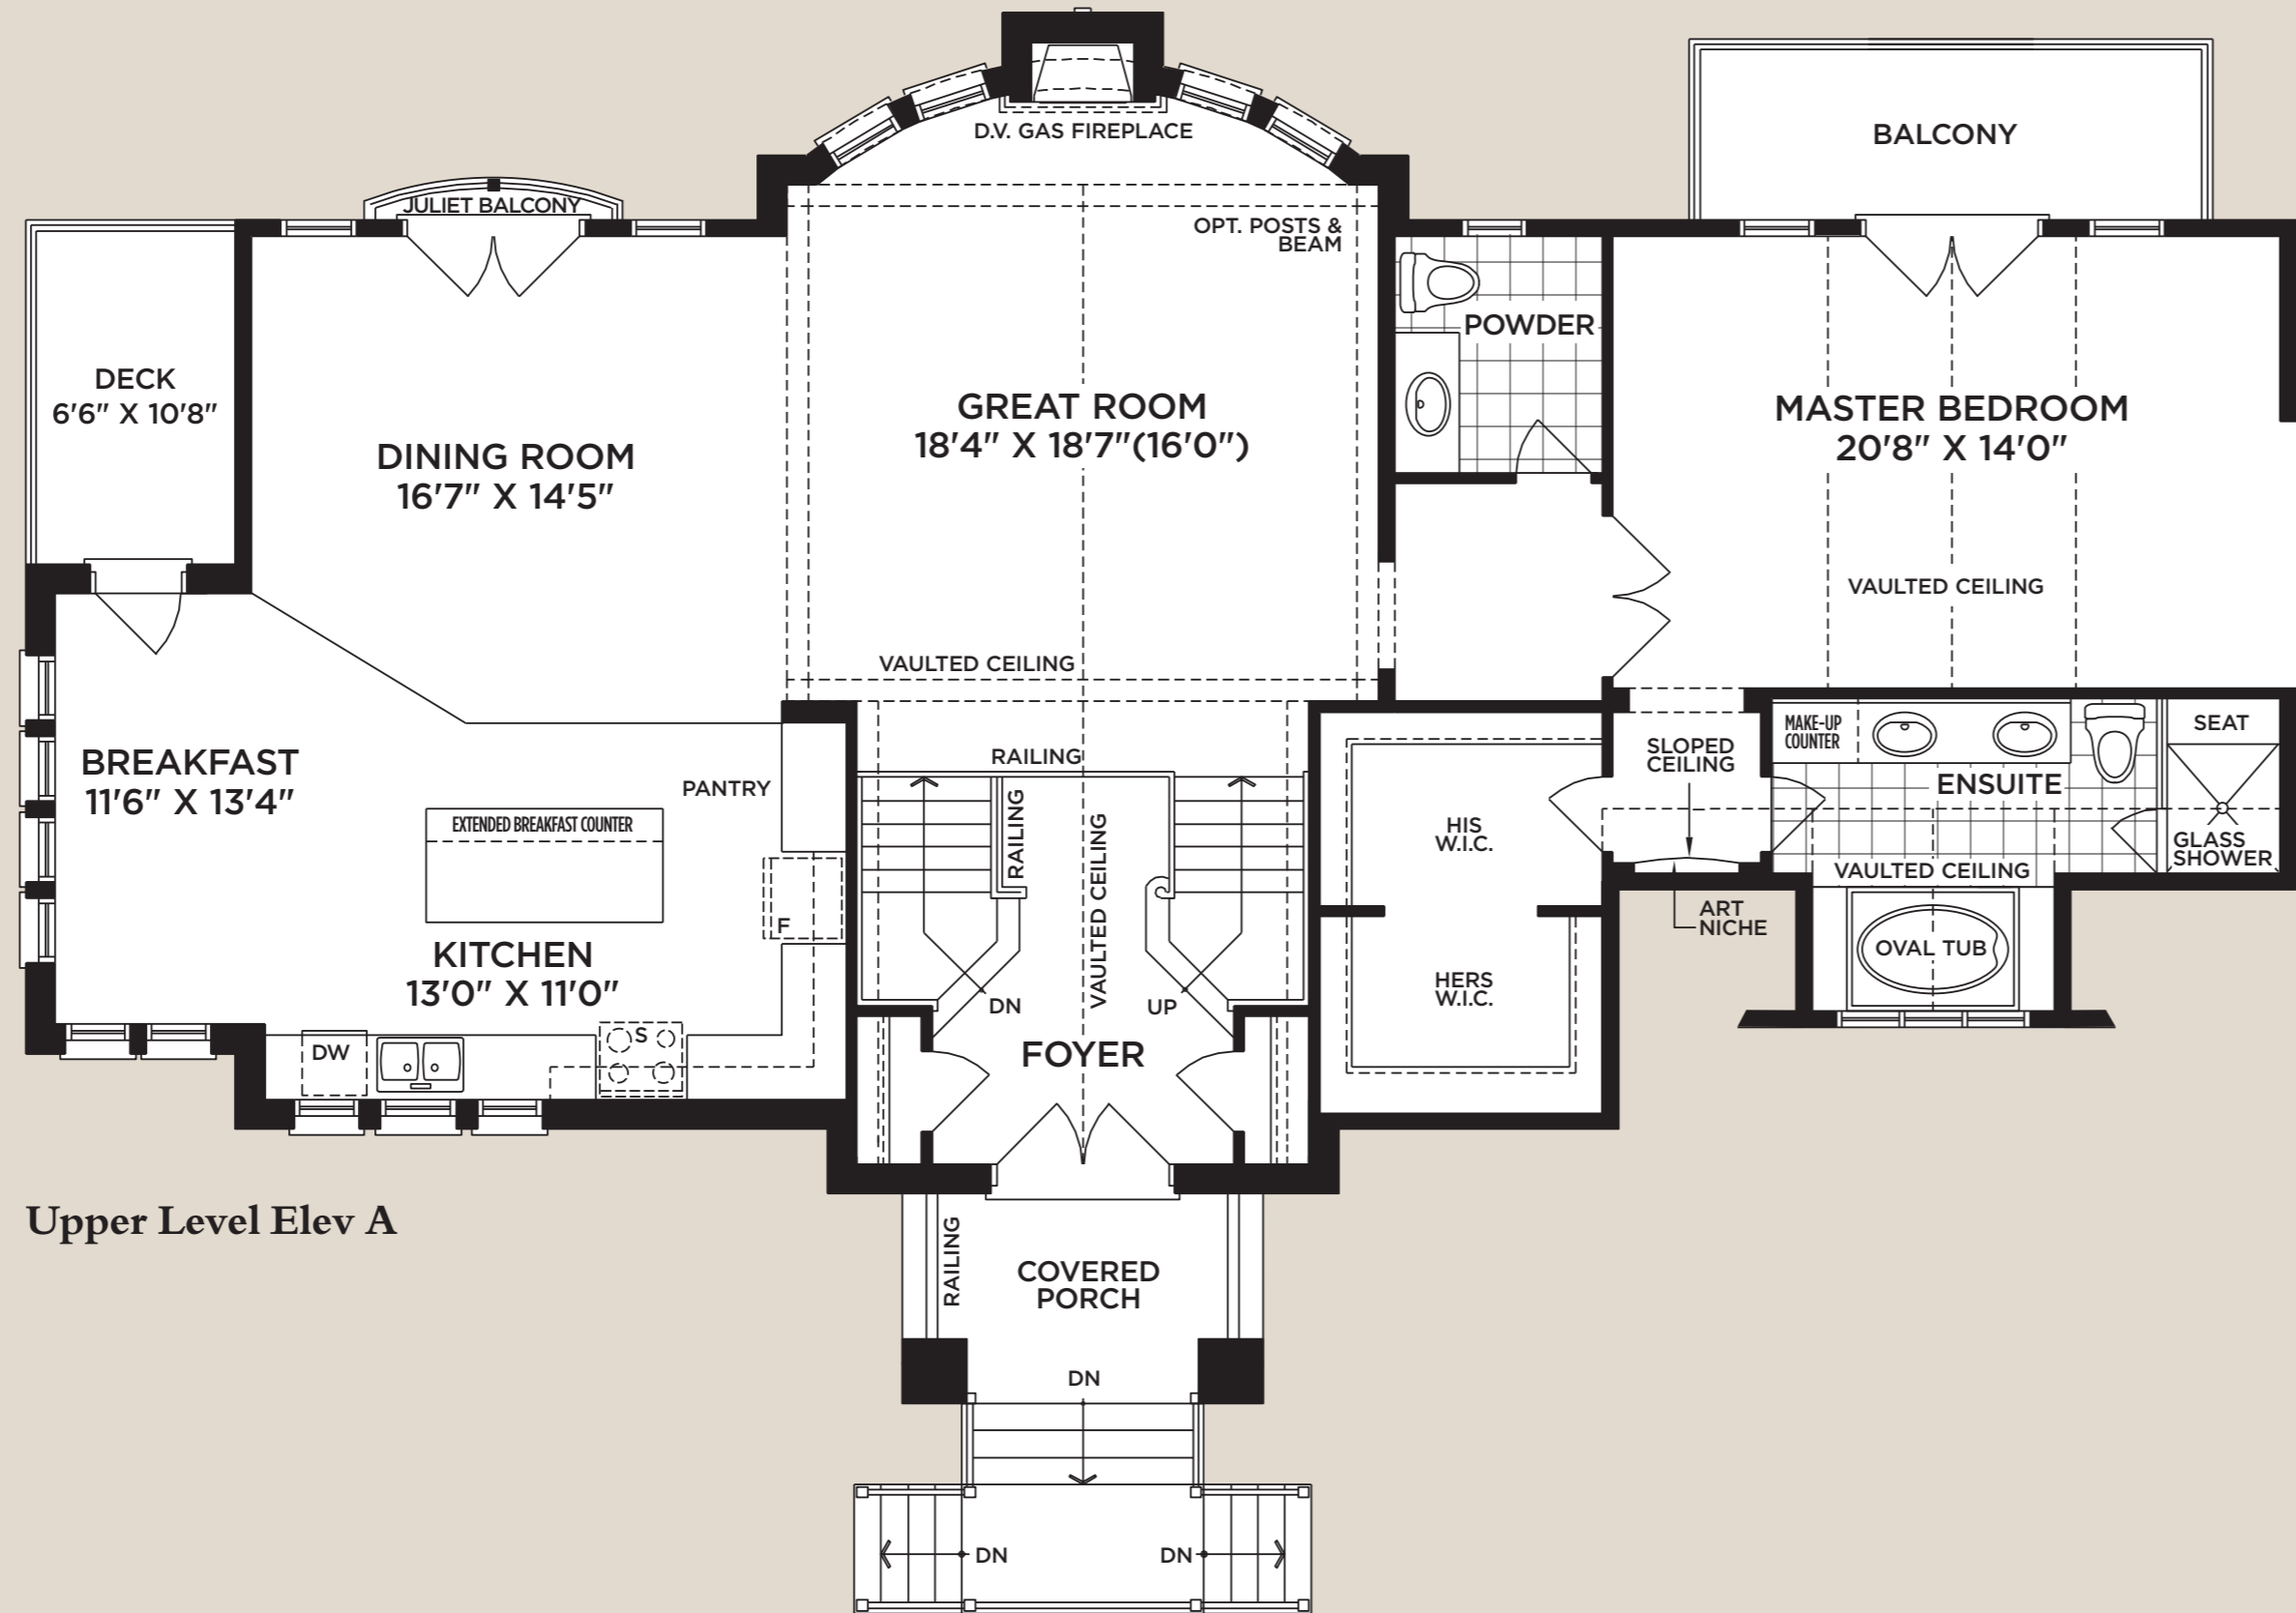 D.V. GAS FIREPLACE
BALCONY
JULIET BALCONY
OPT. POSTS &
BEAM
POWDER
DECK
6'6" X 10'8"
GREAT ROOM
18'4" X 18'7"(16'0")
MASTER BEDROOM
20'8" X 14'0"
DINING ROOM
16'7" X 14'5"
VAULTED CEILING
VAULTED CEILING
BREAKFAST
11'6" X 13'4"
PANTRY
RAILING
RAILING
VAULTED CEILING
SLOPED
CEILING
MAKE-UP
COUNTER
SEAT
ENSUITE
EXTENDED BREAKFAST COUNTER
HIS
W.I.C.
GLASS
SHOWER
VAULTED CEILING
F
ART
NICHE
KITCHEN
13'0" X 11'0"
OVAL TUB
HERS
W.I.C.
DN
UP
DW
S
FOYER
Upper Level Elev A
RAILING
COVERED
PORCH
DN
DN
DN